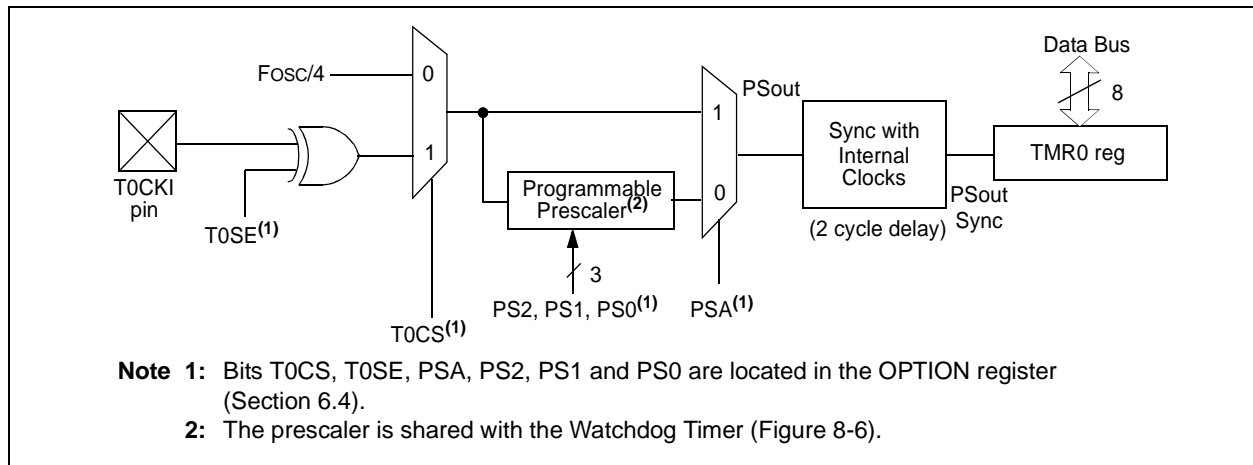 Data Bus
FOSC/4
0
PSout
8
1
Sync with
Internal
Clocks
TMR0 reg
1
T0CKI
pin
Programmable
Prescaler(2)
0
PSout
Sync
T0SE(1)
(2 cycle delay)
3
PS2, PS1, PS0(1)
PSA(1)
T0CS(1)
Note 1: Bits T0CS, T0SE, PSA, PS2, PS1 and PS0 are located in the OPTION register
(Section 6.4).
2: The prescaler is shared with the Watchdog Timer (Figure 8-6).